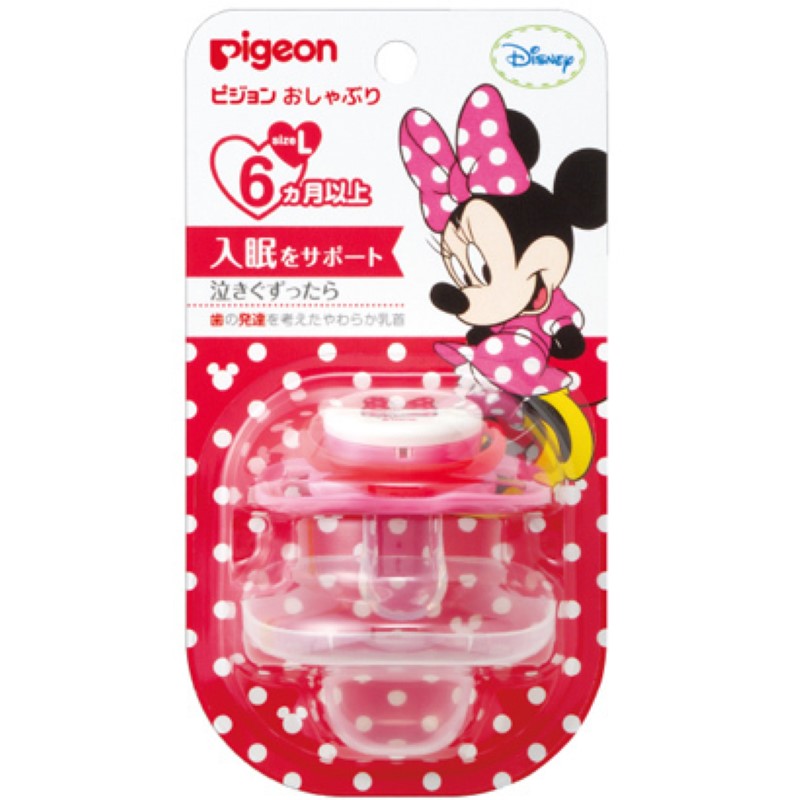 Pigeon
Disney
ピジョン おしゃぶり
size L
6ヵ月以上
入眠をサポート
泣きぐずったら
歯の発達を考えたやわらか乳首